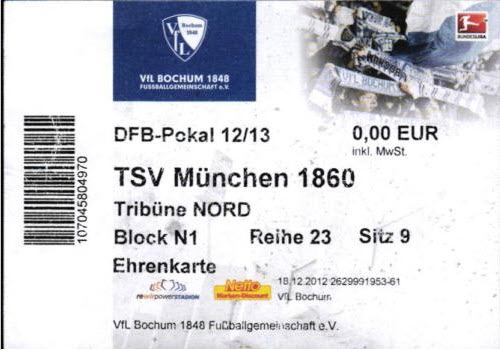 VfL Bochum 1848
VfL BOCHUM 1848
FUSSBALLGEMEINSCHAFT e.V.
BUNDESLIGA
DFB-Pokal 12/13
0,00 EUR
inkl. MwSt.
TSV München 1860
Tribüne NORD
Block N1 Reihe 23 Sitz 9
Ehrenkarte
107045804970
rewirpowerSTADION
Netto
Marken-Discount
18.12.2012 2629991953-61
VfL Bochum
VfL Bochum 1848 Fußballgemeinschaft e.V.